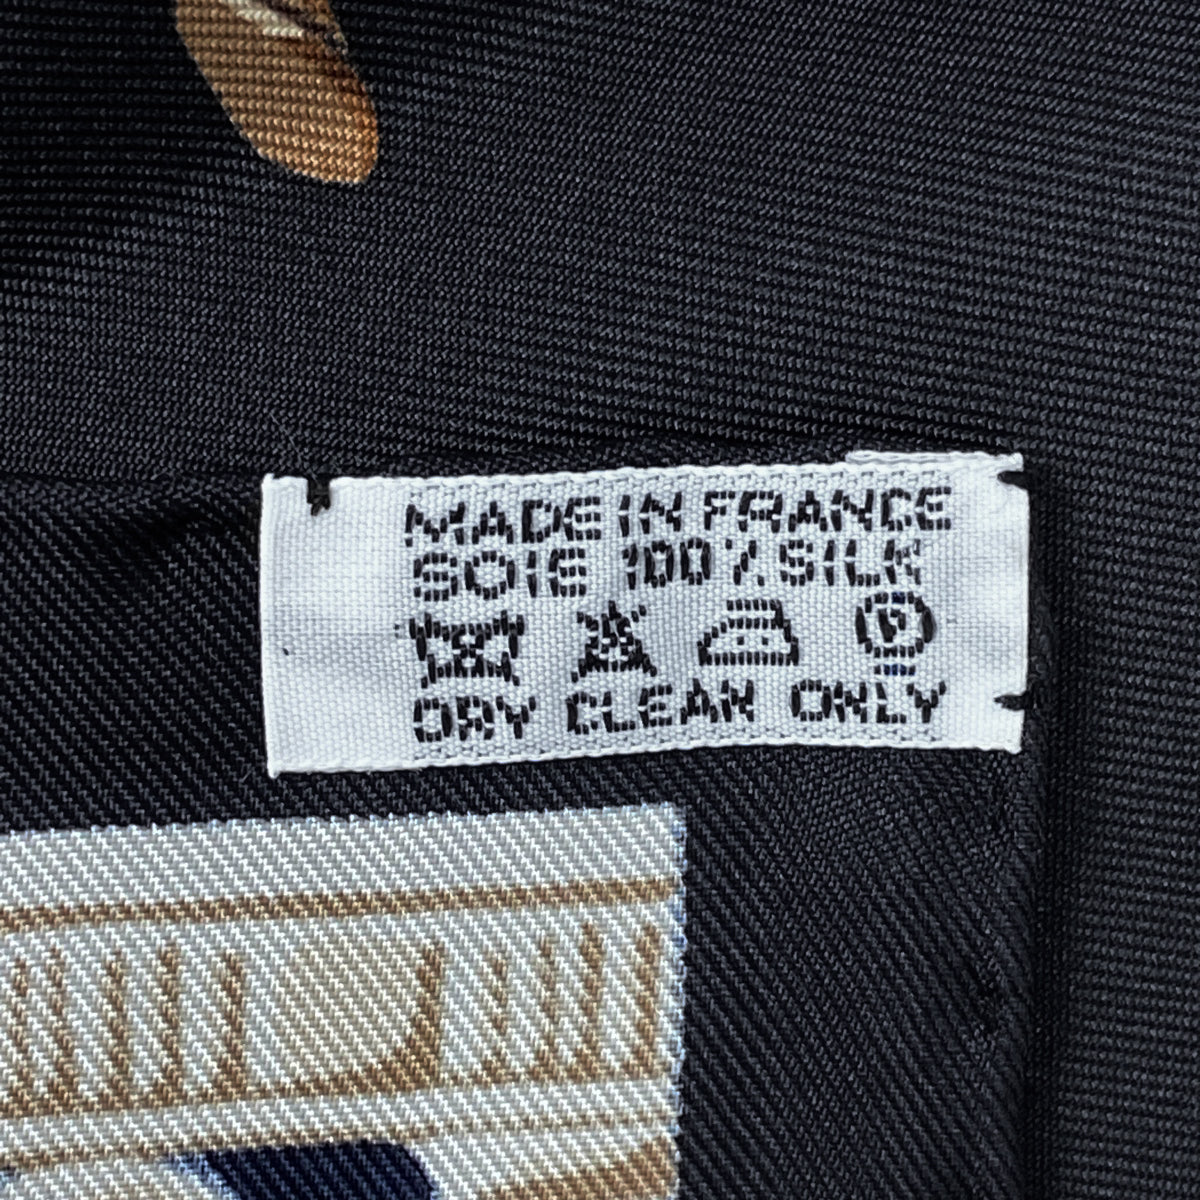 MADE IN FRANCE
SOIE 100% SILK
P
DRY CLEAN ONLY